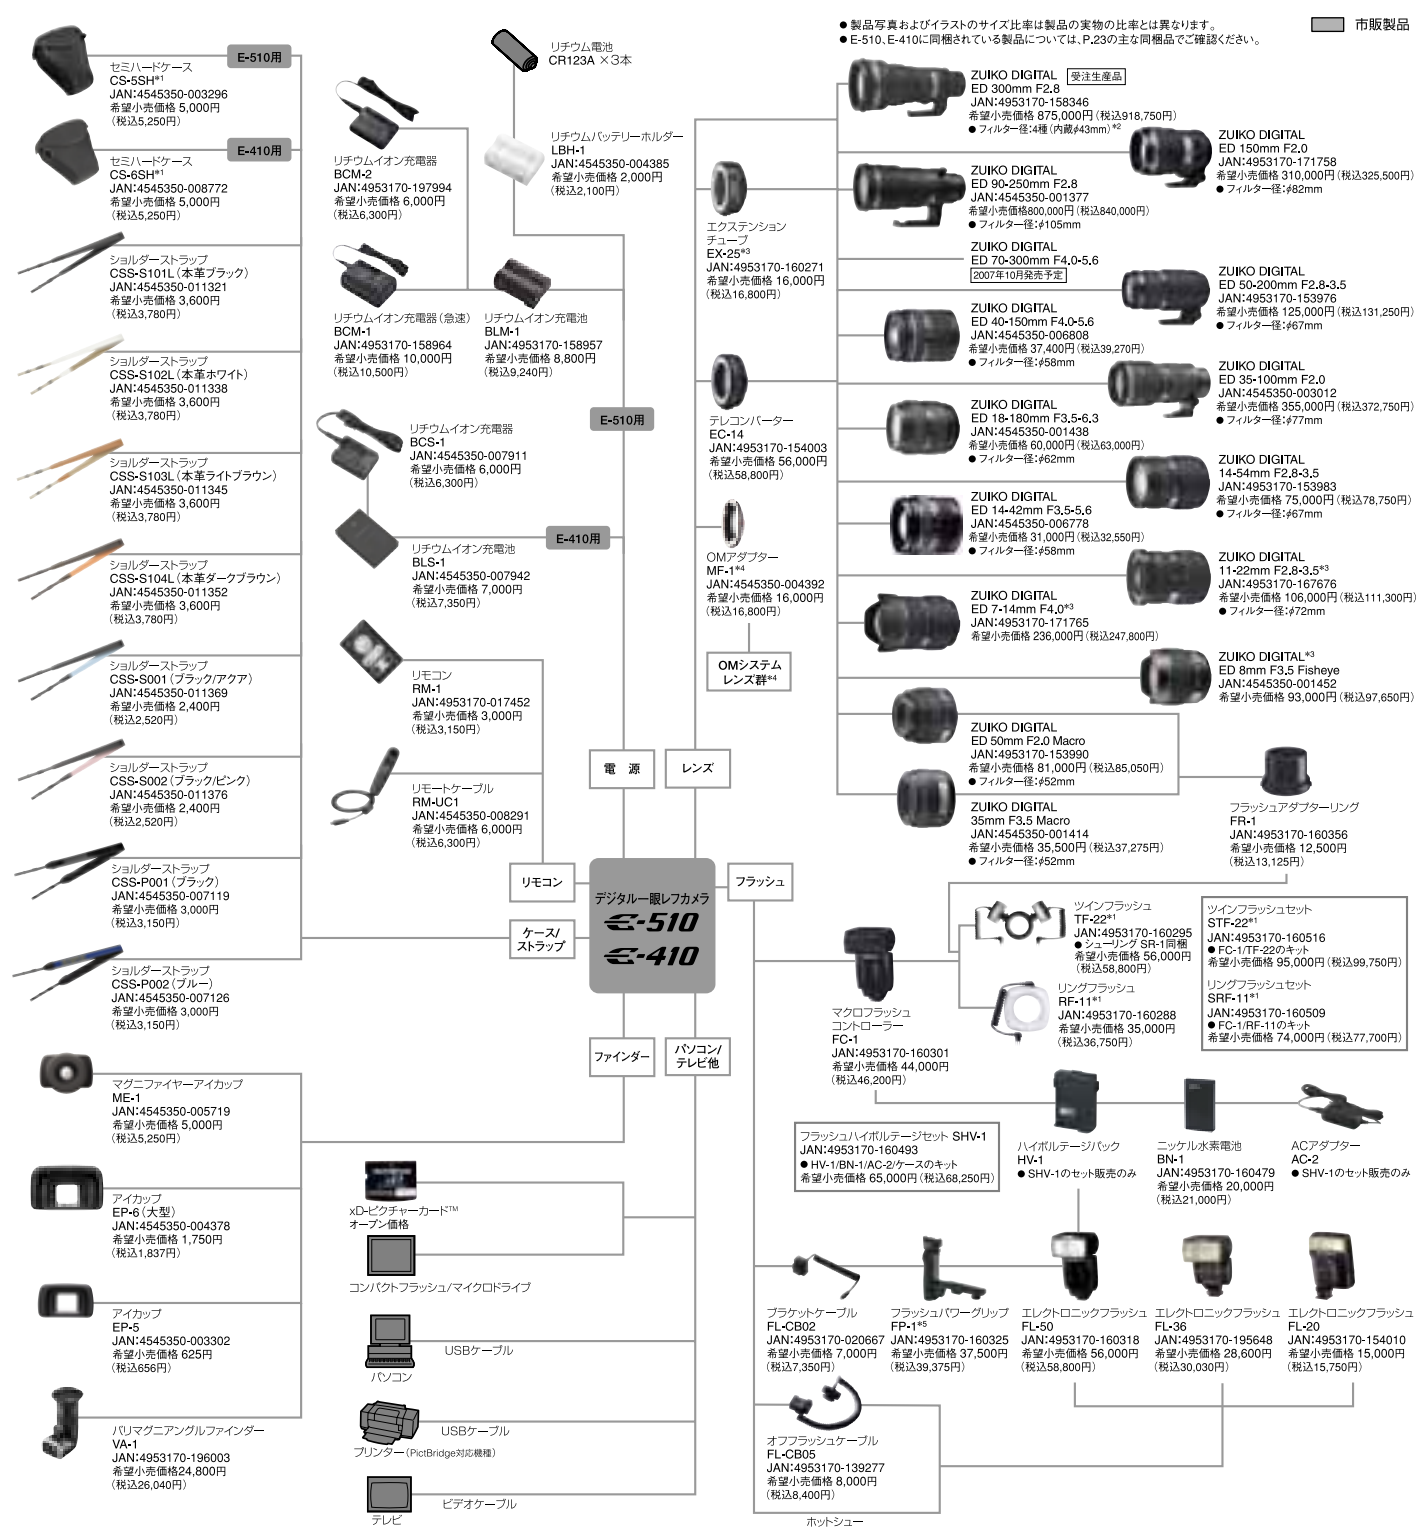 ● 製品写真およびイラストのサイズ比率は製品の実物の比率とは異なります。
● E-510、E-410に同梱されている製品については、P.23の主な同梱品でご確認ください。
市販製品
E-510用
セミハードケース
CS-5SH*1
JAN:4545350-003296
希望小売価格 5,000円
(税込5,250円)
E-410用
セミハードケース
CS-6SH*1
JAN:4545350-008772
希望小売価格 5,000円
(税込5,250円)
ショルダーストラップ
CSS-S101L(本革ブラック)
JAN:4545350-011321
希望小売価格 3,600円
(税込3,780円)
ショルダーストラップ
CSS-S102L(本革ホワイト)
JAN:4545350-011338
希望小売価格 3,600円
(税込3,780円)
ショルダーストラップ
CSS-S103L(本革ライトブラウン)
JAN:4545350-011345
希望小売価格 3,600円
(税込3,780円)
ショルダーストラップ
CSS-S104L(本革ダークブラウン)
JAN:4545350-011352
希望小売価格 3,600円
(税込3,780円)
ショルダーストラップ
CSS-S001(ブラック/アクア)
JAN:4545350-011369
希望小売価格 2,400円
(税込2,520円)
ショルダーストラップ
CSS-S002(ブラック/ピンク)
JAN:4545350-011376
希望小売価格 2,400円
(税込2,520円)
ショルダーストラップ
CSS-P001(ブラック)
JAN:4545350-007119
希望小売価格 3,000円
(税込3,150円)
ショルダーストラップ
CSS-P002(ブルー)
JAN:4545350-007126
希望小売価格 3,000円
(税込3,150円)
マグニファイヤーアイカップ
ME-1
JAN:4545350-005719
希望小売価格 5,000円
(税込5,250円)
アイカップ
EP-6(大型)
JAN:4545350-004378
希望小売価格 1,750円
(税込1,837円)
アイカップ
EP-5
JAN:4545350-003302
希望小売価格 625円
(税込656円)
バリマグニアングルファインダー
VA-1
JAN:4953170-196003
希望小売価格24,800円
(税込26,040円)
リチウム電池
CR123A ×3本
リチウムイオン充電器
BCM-2
JAN:4953170-197994
希望小売価格 6,000円
(税込6,300円)
リチウムバッテリーホルダー
LBH-1
JAN:4545350-004385
希望小売価格 2,000円
(税込2,100円)
リチウムイオン充電器(急速)
BCM-1
JAN:4953170-158964
希望小売価格 10,000円
(税込10,500円)
リチウムイオン充電池
BLM-1
JAN:4953170-158957
希望小売価格 8,800円
(税込9,240円)
E-510用
リチウムイオン充電器
BCS-1
JAN:4545350-007911
希望小売価格 6,000円
(税込6,300円)
E-410用
リチウムイオン充電池
BLS-1
JAN:4545350-007942
希望小売価格 7,000円
(税込7,350円)
リモコン
RM-1
JAN:4953170-017452
希望小売価格 3,000円
(税込3,150円)
リモートケーブル
RM-UC1
JAN:4545350-008291
希望小売価格 6,000円
(税込6,300円)
電 源
レンズ
リモコン
フラッシュ
ケース/
ストラップ
デジタル一眼レフカメラ
E-510
E-410
ファインダー
パソコン/
テレビ他
xD-ピクチャーカード™
オープン価格
コンパクトフラッシュ/マイクロドライブ
USBケーブル
パソコン
USBケーブル
プリンター(PictBridge対応機種)
ビデオケーブル
テレビ
エクステンション
チューブ
EX-25*3
JAN:4953170-160271
希望小売価格 16,000円
(税込16,800円)
テレコンバーター
EC-14
JAN:4953170-154003
希望小売価格 56,000円
(税込58,800円)
OMアダプター
MF-1*4
JAN:4545350-004392
希望小売価格 16,000円
(税込16,800円)
OMシステム
レンズ群*4
ZUIKO DIGITAL 受注生産品
ED 300mm F2.8
JAN:4953170-158346
希望小売価格 875,000円(税込918,750円)
● フィルター径:4種(内蔵φ43mm)*2
ZUIKO DIGITAL
ED 150mm F2.0
JAN:4953170-171758
希望小売価格 310,000円(税込325,500円)
● フィルター径:φ82mm
ZUIKO DIGITAL
ED 90-250mm F2.8
JAN:4545350-001377
希望小売価格800,000円(税込840,000円)
● フィルター径:φ105mm
ZUIKO DIGITAL
ED 70-300mm F4.0-5.6
2007年10月発売予定
ZUIKO DIGITAL
ED 50-200mm F2.8-3.5
JAN:4953170-153976
希望小売価格 125,000円(税込131,250円)
● フィルター径:φ67mm
ZUIKO DIGITAL
ED 40-150mm F4.0-5.6
JAN:4545350-006808
希望小売価格 37,400円(税込39,270円)
● フィルター径:φ58mm
ZUIKO DIGITAL
ED 35-100mm F2.0
JAN:4545350-003012
希望小売価格 355,000円(税込372,750円)
● フィルター径:φ77mm
ZUIKO DIGITAL
ED 18-180mm F3.5-6.3
JAN:4545350-001438
希望小売価格 60,000円(税込63,000円)
● フィルター径:φ62mm
ZUIKO DIGITAL
14-54mm F2.8-3.5
JAN:4953170-153983
希望小売価格 75,000円(税込78,750円)
● フィルター径:φ67mm
ZUIKO DIGITAL
ED 14-42mm F3.5-5.6
JAN:4545350-006778
希望小売価格 31,000円(税込32,550円)
● フィルター径:φ58mm
ZUIKO DIGITAL
11-22mm F2.8-3.5*3
JAN:4953170-167676
希望小売価格 106,000円(税込111,300円)
● フィルター径:φ72mm
ZUIKO DIGITAL
ED 7-14mm F4.0*3
JAN:4953170-171765
希望小売価格 236,000円(税込247,800円)
ZUIKO DIGITAL*3
ED 8mm F3.5 Fisheye
JAN:4545350-001452
希望小売価格 93,000円(税込97,650円)
ZUIKO DIGITAL
ED 50mm F2.0 Macro
JAN:4953170-153990
希望小売価格 81,000円(税込85,050円)
● フィルター径:φ52mm
ZUIKO DIGITAL
35mm F3.5 Macro
JAN:4545350-001414
希望小売価格 35,500円(税込37,275円)
● フィルター径:φ52mm
フラッシュアダプターリング
FR-1
JAN:4953170-160356
希望小売価格 12,500円
(税込13,125円)
ツインフラッシュ
TF-22*1
JAN:4953170-160295
● シューリング SR-1同梱
希望小売価格 56,000円
(税込58,800円)
リングフラッシュ
RF-11*1
JAN:4953170-160288
希望小売価格 35,000円
(税込36,750円)
ツインフラッシュセット
STF-22*1
JAN:4953170-160516
● FC-1/TF-22のキット
希望小売価格 95,000円(税込99,750円)
リングフラッシュセット
SRF-11*1
JAN:4953170-160509
● FC-1/RF-11のキット
希望小売価格 74,000円(税込77,700円)
マクロフラッシュ
コントローラー
FC-1
JAN:4953170-160301
希望小売価格 44,000円
(税込46,200円)
フラッシュハイボルテージセット SHV-1
JAN:4953170-160493
● HV-1/BN-1/AC-2/ケースのキット
希望小売価格 65,000円(税込68,250円)
ハイボルテージパック
HV-1
● SHV-1のセット販売のみ
ニッケル水素電池
BN-1
JAN:4953170-160479
希望小売価格 20,000円
(税込21,000円)
ACアダプター
AC-2
● SHV-1のセット販売のみ
ブラケットケーブル
FL-CB02
JAN:4953170-020667
希望小売価格 7,000円
(税込7,350円)
フラッシュパワーグリップ
FP-1*5
JAN:4953170-160325
希望小売価格 37,500円
(税込39,375円)
エレクトロニックフラッシュ
FL-50
JAN:4953170-160318
希望小売価格 56,000円
(税込58,800円)
エレクトロニックフラッシュ
FL-36
JAN:4953170-195648
希望小売価格 28,600円
(税込30,030円)
エレクトロニックフラッシュ
FL-20
JAN:4953170-154010
希望小売価格 15,000円
(税込15,750円)
オフフラッシュケーブル
FL-CB05
JAN:4953170-139277
希望小売価格 8,000円
(税込8,400円)
ホットシュー